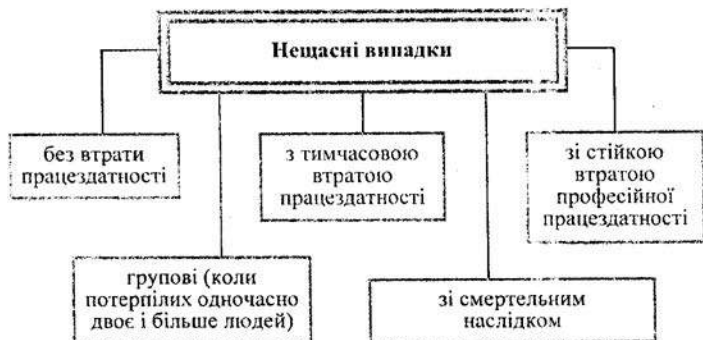 Нещасні випадки
без втрати
працездатності
з тимчасовою
втратою
працездатності
зі стійкою
втратою
професійної
працездатності
групові (коли
потерпілих одночасно
двоє і більше людей)
зі смертельним
наслідком